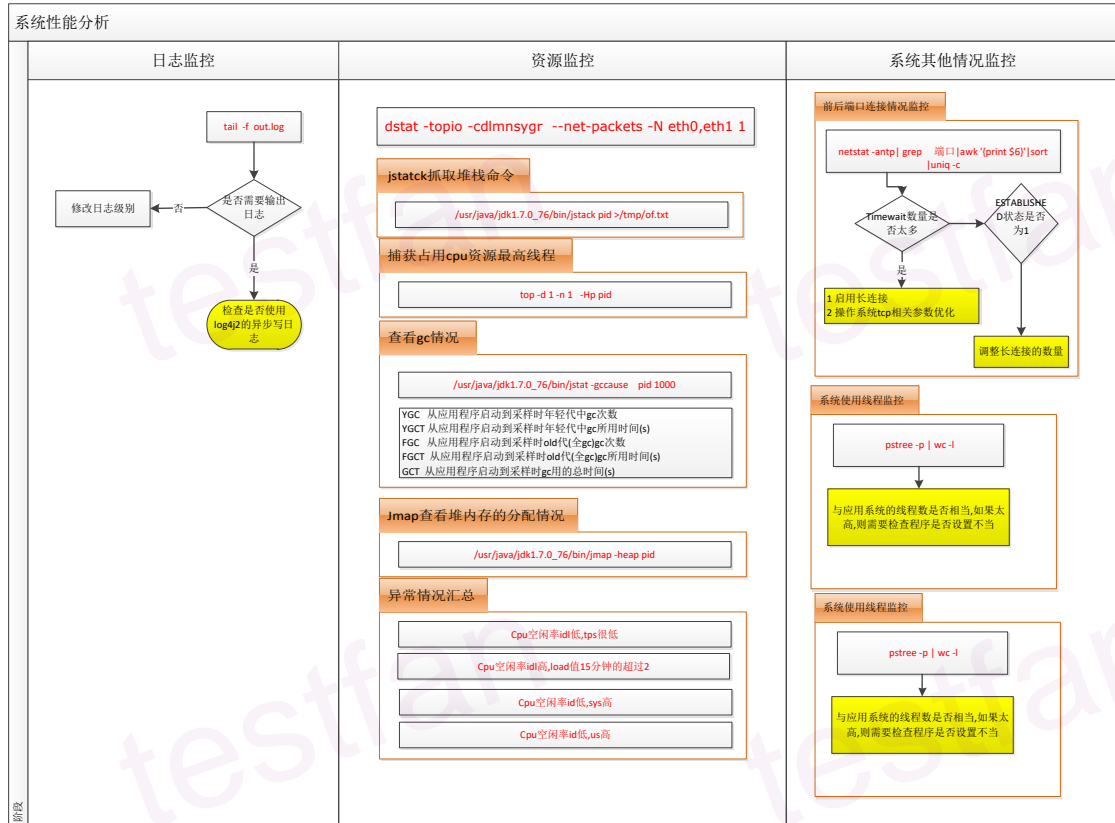 系统性能分析
日志监控
tail -f out.log
是否需要输出
日志
否
修改日志级别
是
检查是否使用
log4j2的异步写日
志
资源监控
dstat -topio -cdlmnsygr --net-packets -N eth0,eth1 1
jstatck抓取堆栈命令
/usr/java/jdk1.7.0_76/bin/jstack pid >/tmp/of.txt
捕获占用cpu资源最高线程
top -d 1 -n 1 -Hp pid
查看gc情况
/usr/java/jdk1.7.0_76/bin/jstat -gccause pid 1000
YGC 从应用程序启动到采样时年轻代中gc次数
YGCT 从应用程序启动到采样时年轻代中gc所用时间(s)
FGC 从应用程序启动到采样时old代(全gc)gc次数
FGCT 从应用程序启动到采样时old代(全gc)gc所用时间(s)
GCT 从应用程序启动到采样时gc用的总时间(s)
Jmap查看堆内存的分配情况
/usr/java/jdk1.7.0_76/bin/jmap -heap pid
异常情况汇总
Cpu空闲率idl低,tps很低
Cpu空闲率idl高,load值15分钟的超过2
Cpu空闲率id低,sys高
Cpu空闲率id低,us高
系统其他情况监控
前后端口连接情况监控
netstat -antp| grep 端口|awk '{print $6}'|sort
|uniq -c
Timewait数量是
否太多
ESTABLISHE
D状态是否
为1
是
1 启用长连接
2 操作系统tcp相关参数优化
调整长连接的数量
系统使用线程监控
pstree -p | wc -l
与应用系统的线程数是否相当,如果太
高,则需要检查程序是否设置不当
系统使用线程监控
pstree -p | wc -l
与应用系统的线程数是否相当,如果太
高,则需要检查程序是否设置不当
阶段
testfan
testfan
testfan
testfan